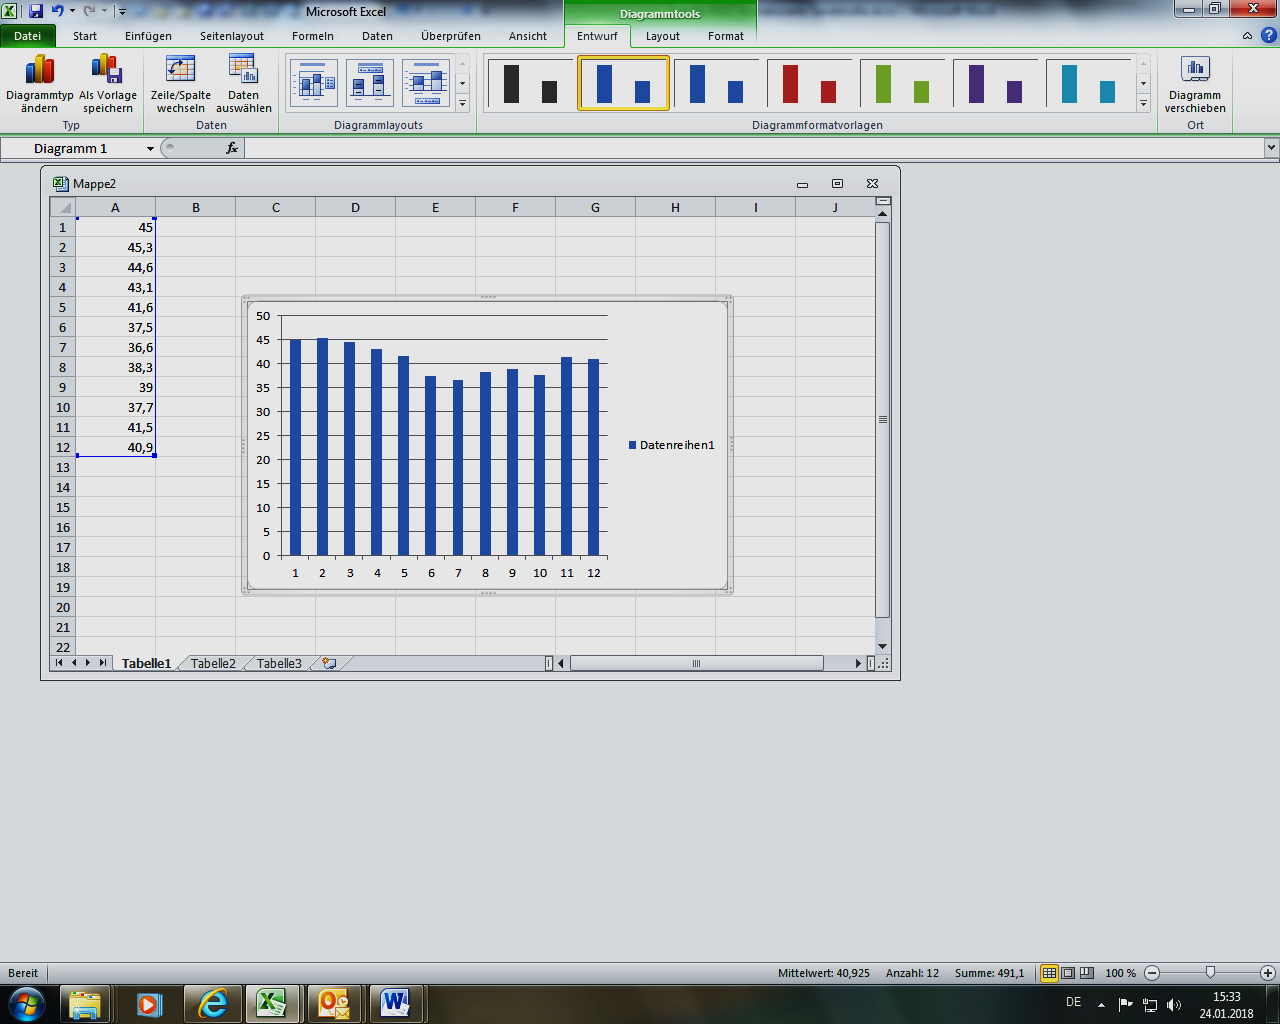 Microsoft Excel
Diagrammtools
Datei Start Einfügen Seitenlayout Formeln Daten Überprüfen Ansicht Entwurf Layout Format
Diagrammtyp ändern
Als Vorlage speichern
Zeile/Spalte wechseln
Daten auswählen
Diagramm verschieben
Typ Daten Diagrammlayouts Diagrammformatvorlagen Ort
Diagramm 1 fx
Mappe2
A B C D E F G H I J
1 45
2 45,3
3 44,6
4 43,1
5 41,6
6 37,5
7 36,6
8 38,3
9 39
10 37,7
11 41,5
12 40,9
13
14
15
16
17
18
19
20
21
22
50
45
40
35
30
25
20
15
10
5
0
1 2 3 4 5 6 7 8 9 10 11 12
Datenreihen1
Tabelle1 Tabelle2 Tabelle3
Bereit Mittelwert: 40,925 Anzahl: 12 Summe: 491,1 100 %
DE 15:33
24.01.2018